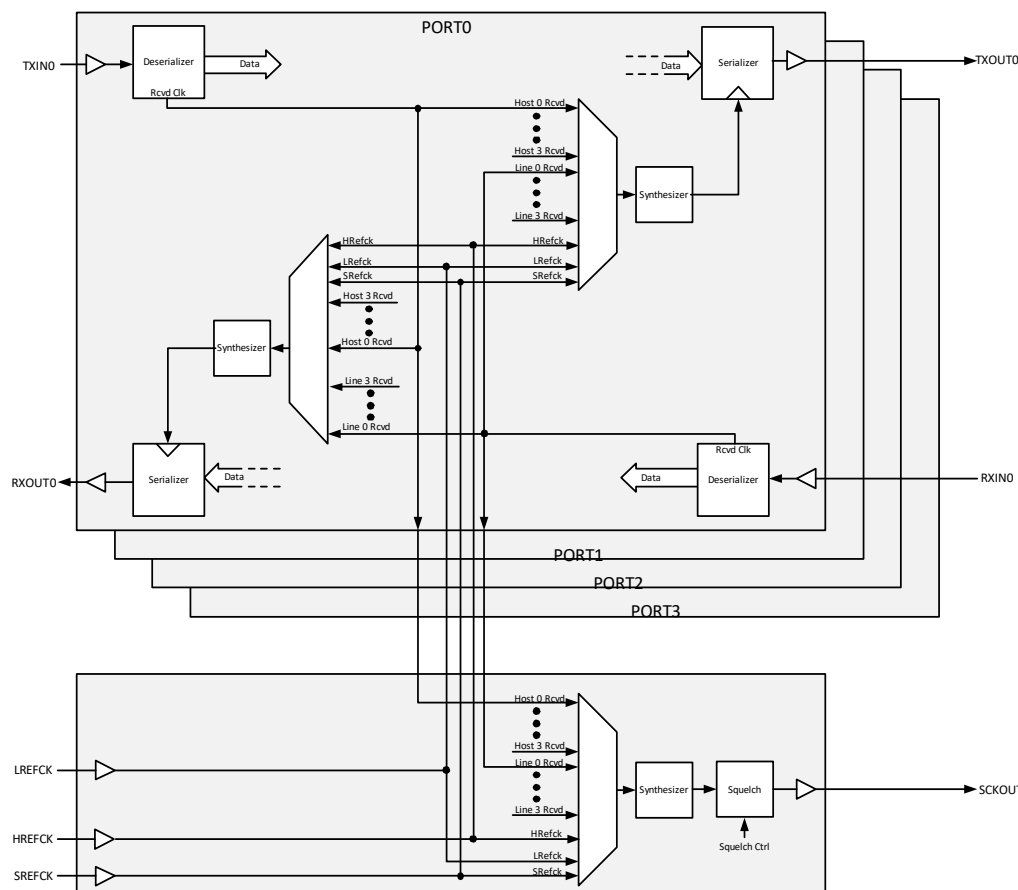 PORT0
TXIN0
Deserializer
Rcvd Clk
Data
Data
Serializer
TXOUT0
Host 0 Rcvd
Host 3 Rcvd
Line 0 Rcvd
Line 3 Rcvd
HRefck
LRefck
SRefck
Synthesizer
HRefck
LRefck
SRefck
Host 3 Rcvd
Host 0 Rcvd
Line 3 Rcvd
Line 0 Rcvd
Synthesizer
RXOUT0
Serializer
Data
Data
Rcvd Clk
Deserializer
RXIN0
PORT1
PORT2
PORT3
Host 0 Rcvd
Host 3 Rcvd
Line 0 Rcvd
Line 3 Rcvd
HRefck
LRefck
SRefck
Synthesizer
Squelch
Squelch Ctrl
SCKOUT
LREFCK
HREFCK
SREFCK